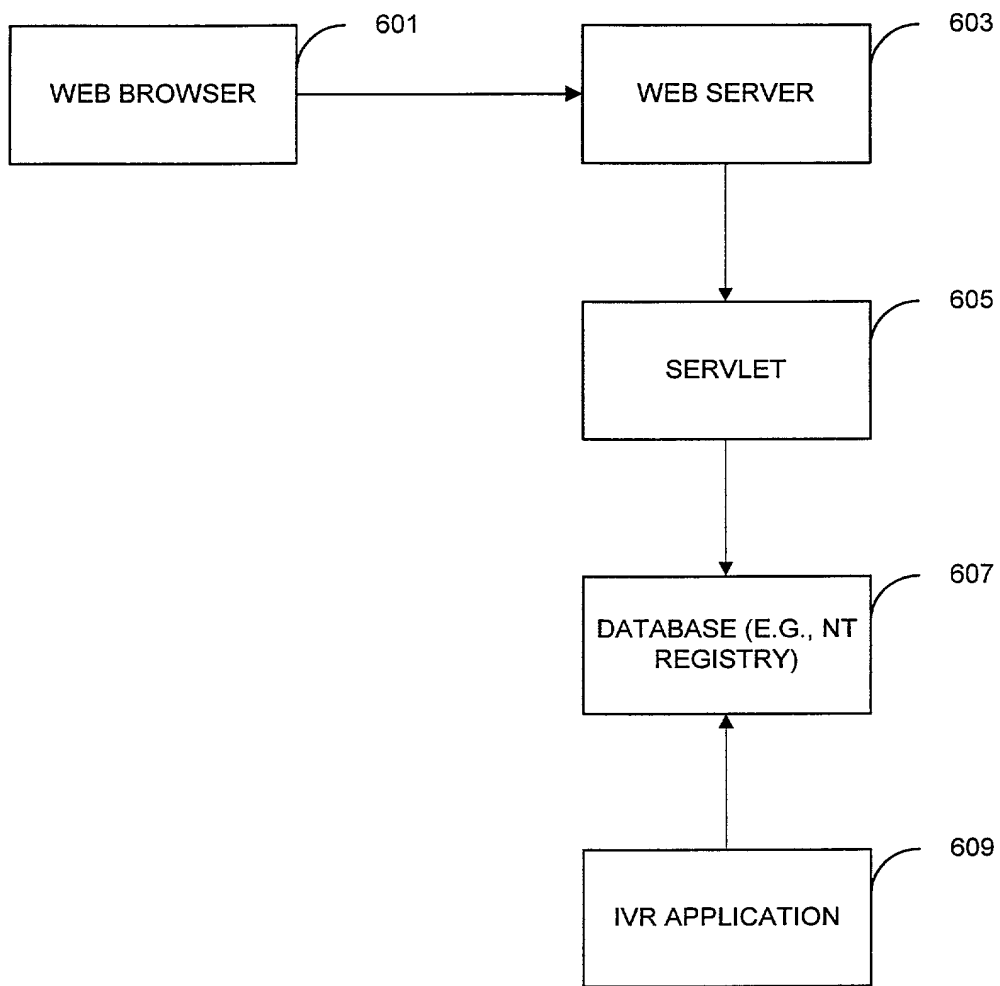 601
603
WEB BROWSER
WEB SERVER
605
SERVLET
607
DATABASE (E.G., NT
REGISTRY)
609
IVR APPLICATION